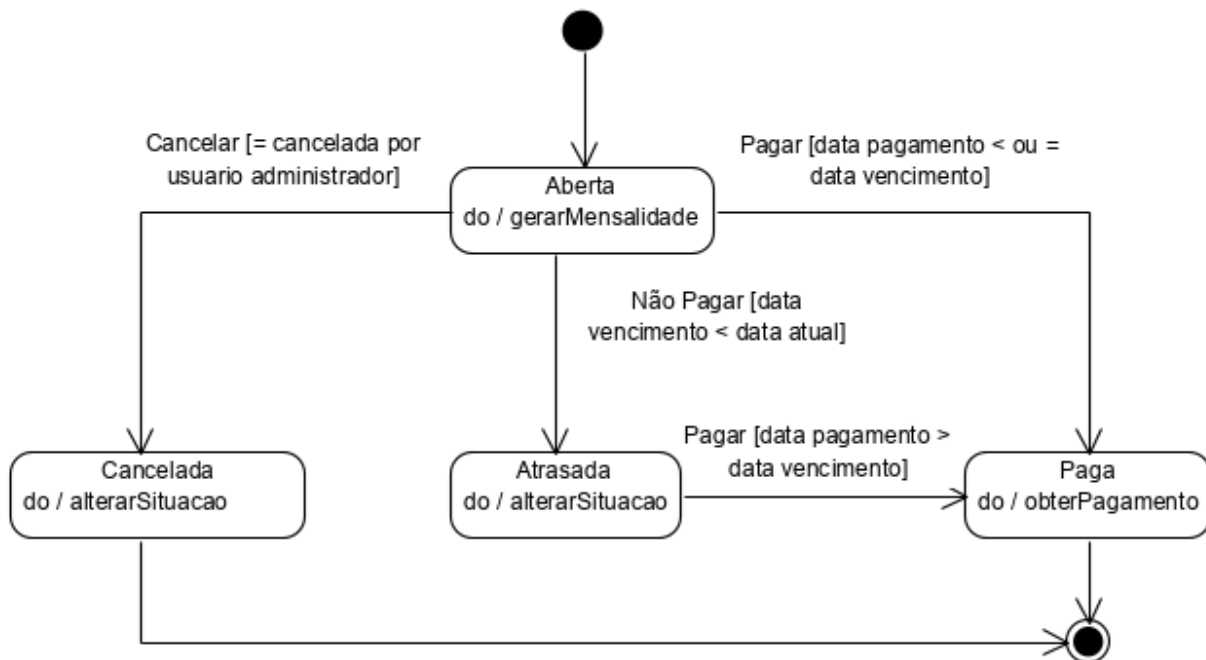 Cancelar [= cancelada por
usuario administrador]
Pagar [data pagamento < ou =
data vencimento]
Aberta
do / gerarMensalidade
Não Pagar [data
vencimento < data atual]
Pagar [data pagamento >
data vencimento]
Cancelada
do / alterarSituacao
Atrasada
do / alterarSituacao
Paga
do / obterPagamento